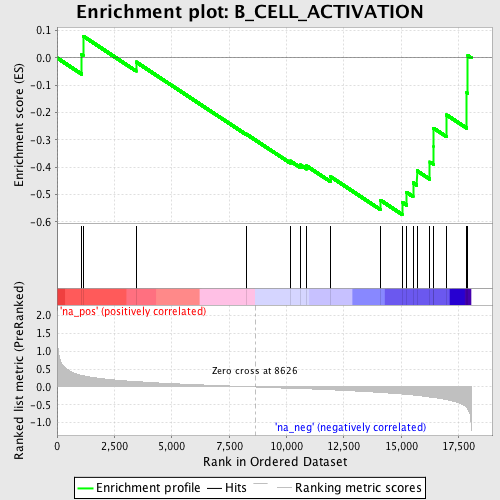 Enrichment plot: B_CELL_ACTIVATION
Enrichment score (ES)
0.1
0.0
-0.1
-0.2
-0.3
-0.4
-0.5
-0.6
'na_pos' (positively correlated)
Ranked list metric (PreRanked)
2.0
1.5
1.0
0.5
0.0
-0.5
-1.0
Zero cross at 8626
'na_neg' (negatively correlated)
0 2,500 5,000 7,500 10,000 12,500 15,000 17,500
Rank in Ordered Dataset
Enrichment profile Hits Ranking metric scores